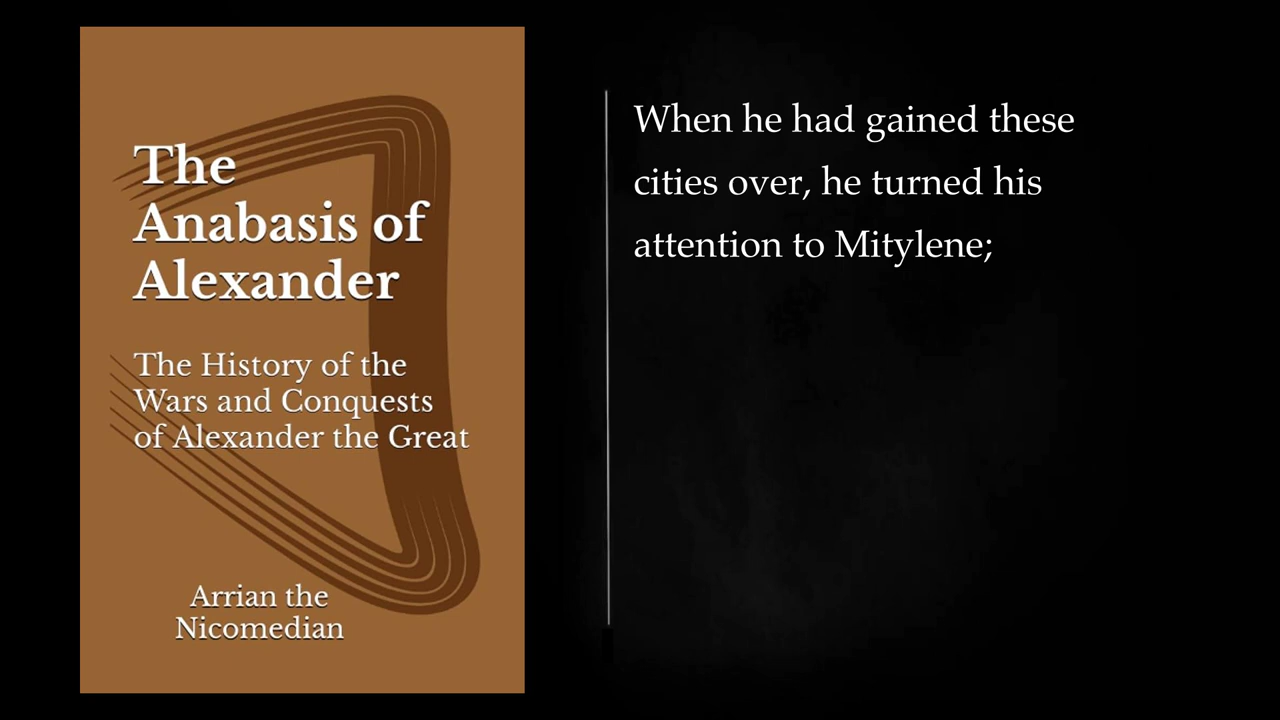 The
Anabasis of
Alexander
The History of the
Wars and Conquests
of Alexander the Great
Arrian the
Nicomedian
When he had gained these
cities over, he turned his
attention to Mitylene;